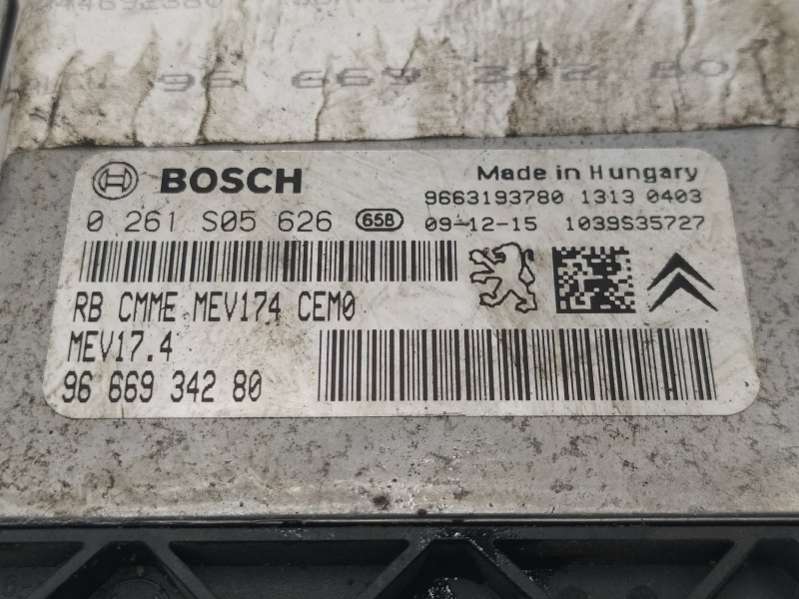 96 669 342 80
BOSCH
Made in Hungary
9663193780 1313 0403
0 261 S05 626 65B 09-12-15 1039S35727
RB CMME MEV174 CEM0
MEV17.4
96 669 342 80